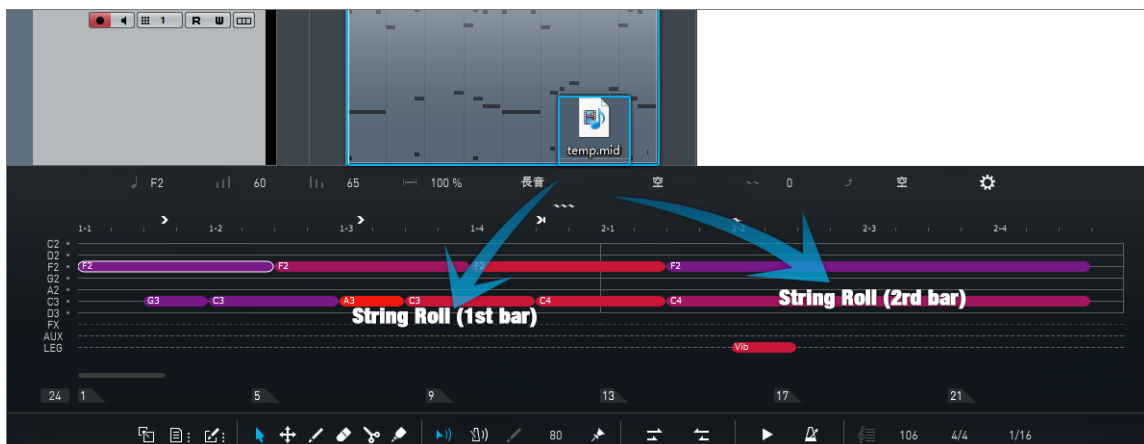 1 R W
temp.mid
F2 60 65 100 % 長音 空 0 空
1-1 1-2 1-3 1-4 2-2 2-3 2-4
C2
D2
F2 F2 F2 F2 F2
G2
A2
C3 G3 C3 A3 C3 C4 C4
String Roll (1st bar) String Roll (2rd bar)
D3
FX
AUX
LEG Vib
24 1 5 9 13 17 21
80 106 4/4 1/16